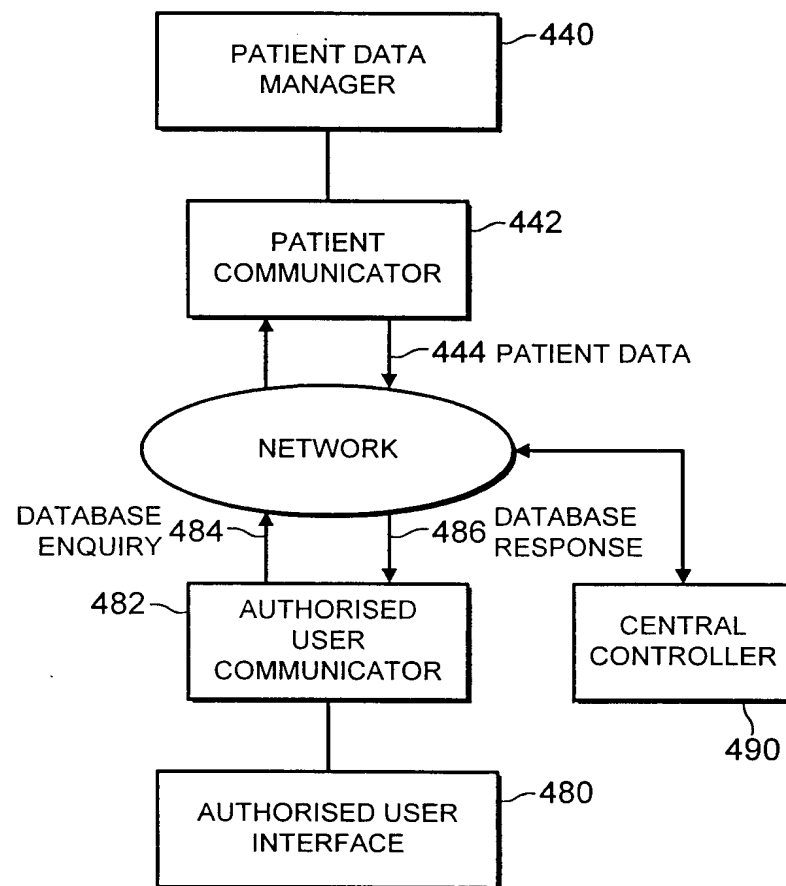 440
PATIENT DATA
MANAGER
442
PATIENT
COMMUNICATOR
444 PATIENT DATA
NETWORK
DATABASE
ENQUIRY 484
486 DATABASE
RESPONSE
482
AUTHORISED
USER
COMMUNICATOR
CENTRAL
CONTROLLER
490
480
AUTHORISED USER
INTERFACE